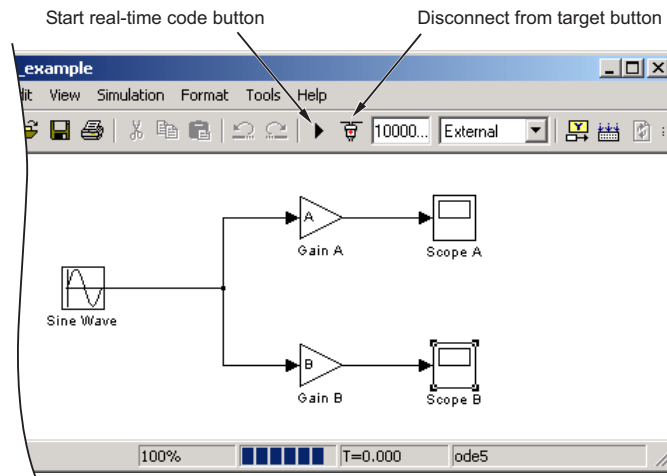 Start real-time code button
Disconnect from target button
_example
View Simulation Format Tools Help
10000... External
A
Gain A
Scope A
Sine Wave
B
Gain B
Scope B
100% T=0.000 ode5